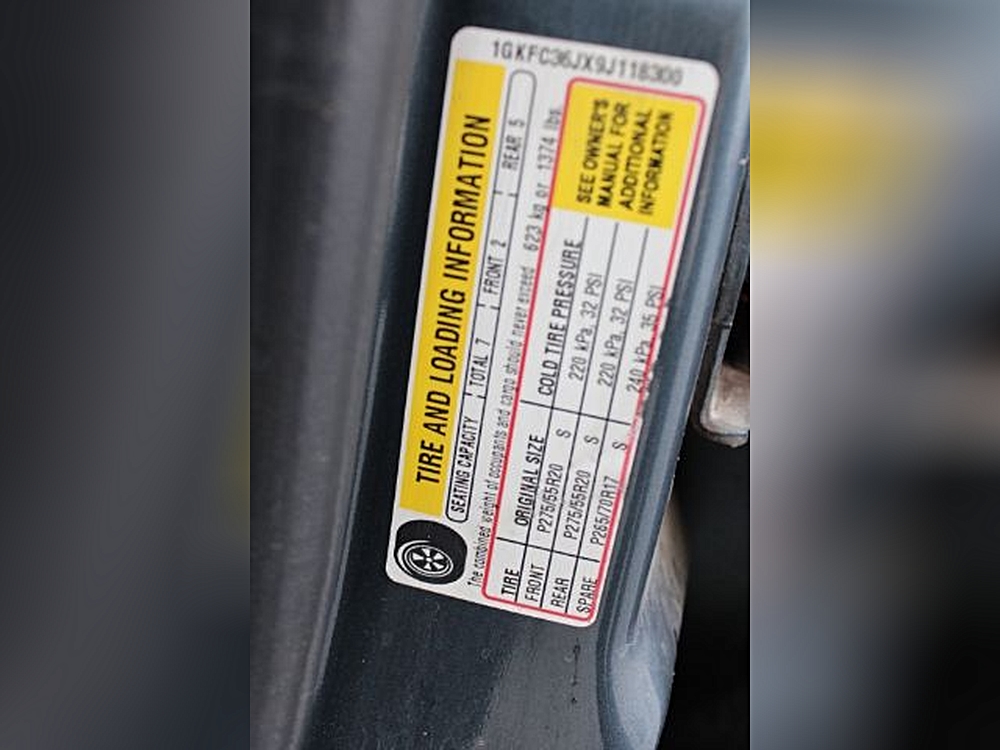 1GKFC36JX9J118300
TIRE AND LOADING INFORMATION
SEATING CAPACITY TOTAL 7 FRONT 2 REAR 5
The combined weight of occupants and cargo should never exceed 623 kg or 1374 lbs.
TIRE ORIGINAL SIZE COLD TIRE PRESSURE
FRONT P275/55R20 S 220 kPa, 32 PSI
REAR P275/55R20 S 220 kPa, 32 PSI
SPARE P265/70R17 S 240 kPa, 35 PSI
SEE OWNER'S
MANUAL FOR
ADDITIONAL
INFORMATION